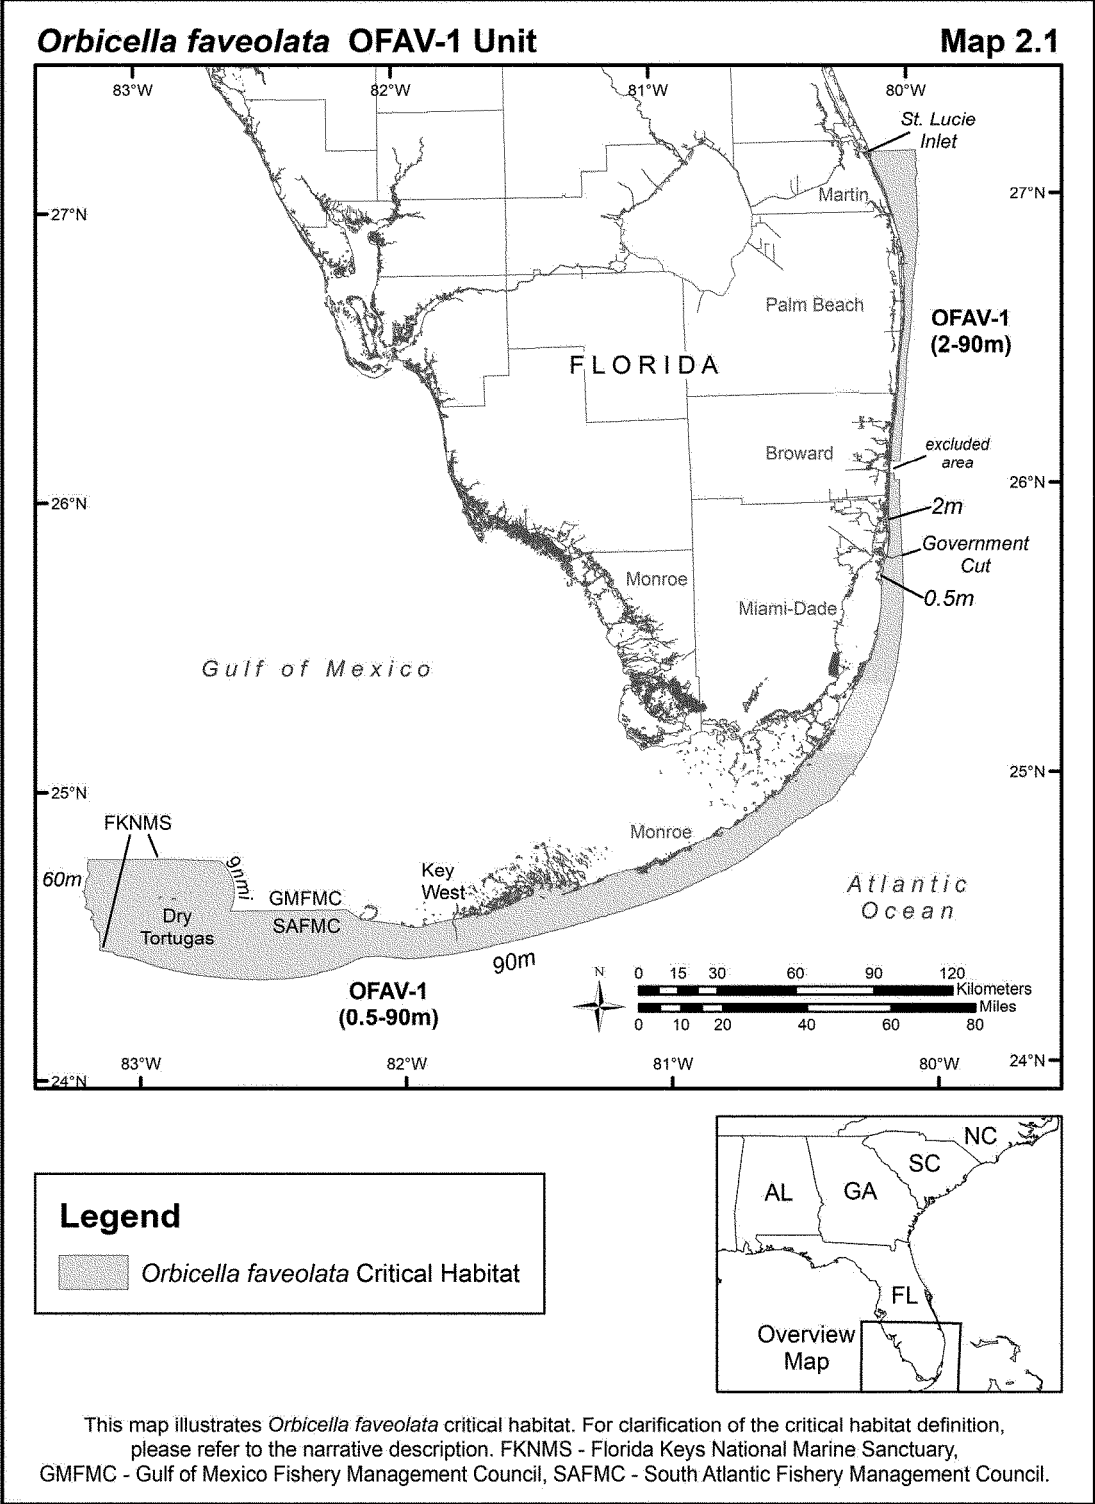 Orbicella faveolata OFAV-1 Unit
Map 2.1
83°W
82°W
81°W
80°W
St. Lucie
Inlet
27°N
27°N
Martin
Palm Beach
OFAV-1
(2-90m)
FLORIDA
Broward
excluded
area
26°N
26°N
2m
Government
Cut
Monroe
0.5m
Miami-Dade
Gulf of Mexico
25°N
25°N
FKNMS
Monroe
60m
9nmi
Key
West
GMFMC
SAFMC
Dry
Tortugas
Atlantic
Ocean
90m
OFAV-1
(0.5-90m)
N
0 15 30 60 90 120
Kilometers
Miles
0 10 20 40 60 80
24°N
24°N
83°W
82°W
81°W
80°W
Legend
Orbicella faveolata Critical Habitat
NC
SC
AL
GA
FL
Overview
Map
This map illustrates Orbicella faveolata critical habitat. For clarification of the critical habitat definition,
please refer to the narrative description. FKNMS - Florida Keys National Marine Sanctuary,
GMFMC - Gulf of Mexico Fishery Management Council, SAFMC - South Atlantic Fishery Management Council.